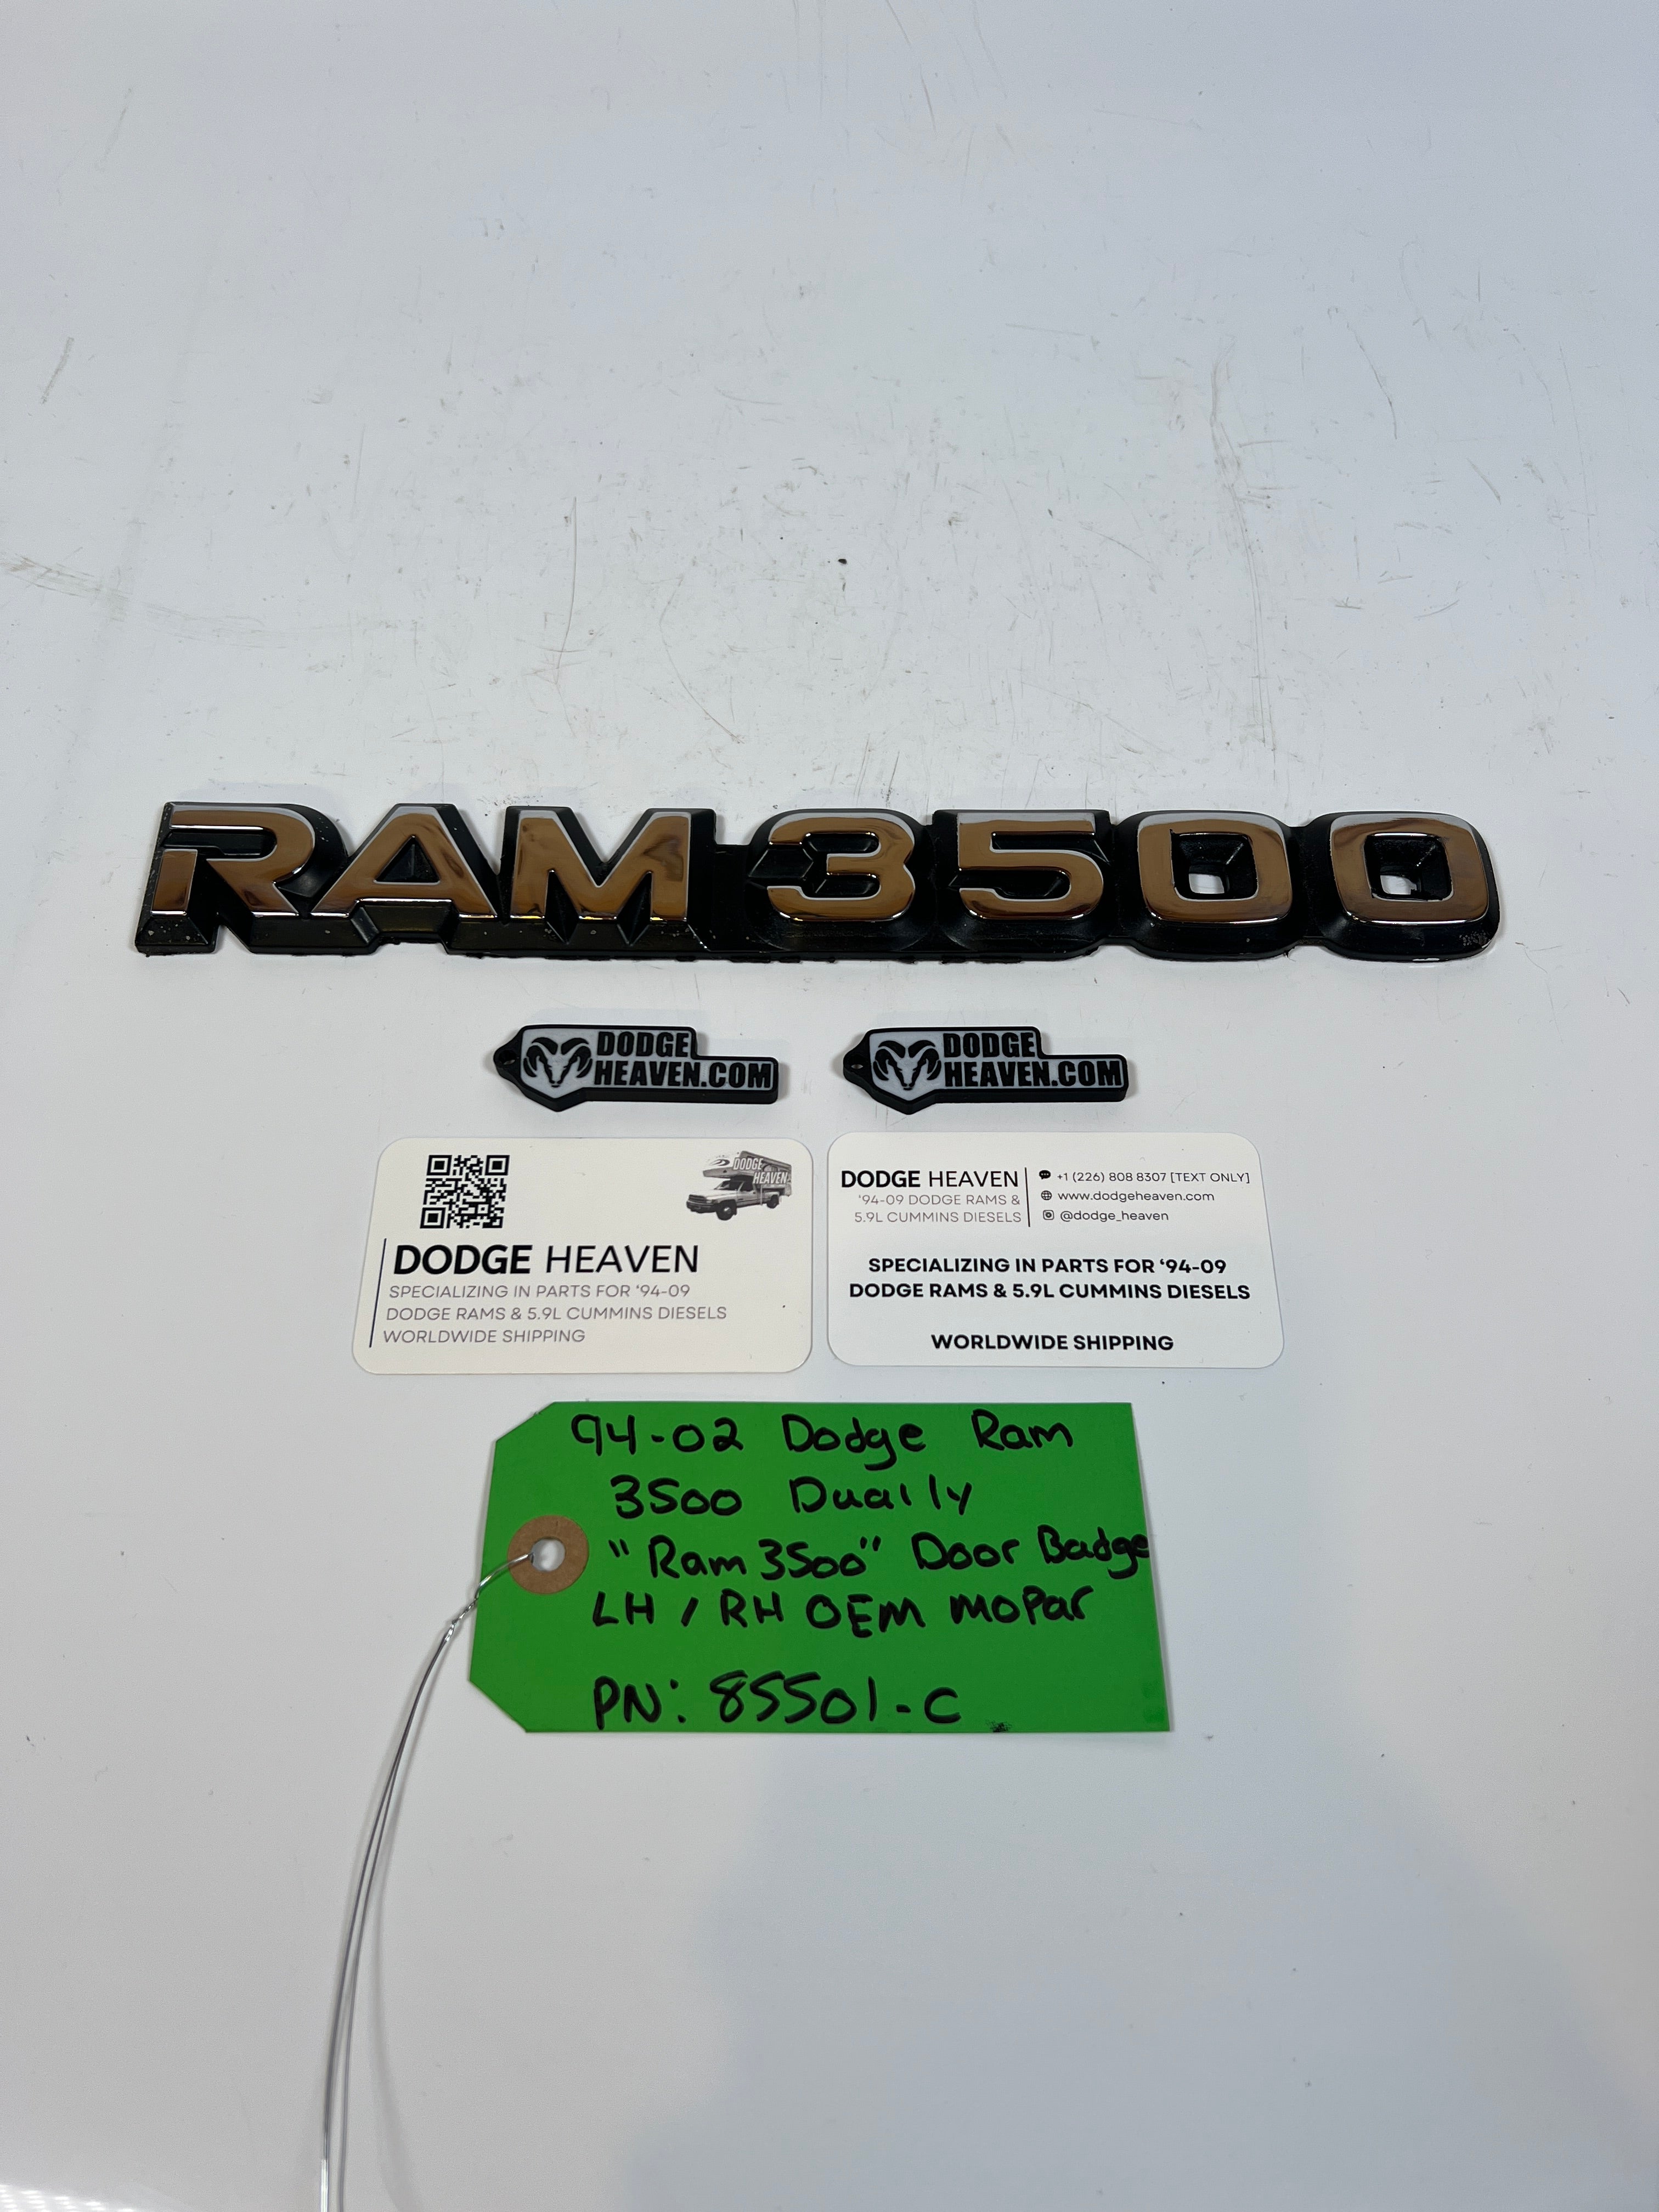 RAM 3500
DODGE
HEAVEN.COM
DODGE
HEAVEN.COM
DODGE
HEAVEN
DODGE HEAVEN
SPECIALIZING IN PARTS FOR '94-09
DODGE RAMS & 5.9L CUMMINS DIESELS
WORLDWIDE SHIPPING
DODGE HEAVEN
'94-09 DODGE RAMS &
5.9L CUMMINS DIESELS
+1 (226) 808 8307 [TEXT ONLY]
www.dodgeheaven.com
@dodge_heaven
SPECIALIZING IN PARTS FOR '94-09
DODGE RAMS & 5.9L CUMMINS DIESELS
WORLDWIDE SHIPPING
94-02 Dodge Ram
3500 Dually
"Ram 3500" Door Badge
LH / RH OEM Mopar
PN: 85501-C